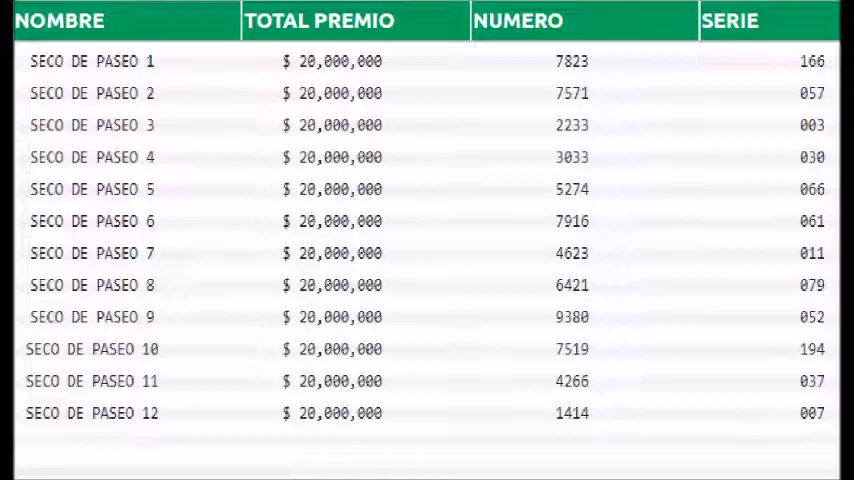 NOMBRE TOTAL PREMIO NUMERO SERIE
SECO DE PASEO 1 $ 20,000,000 7823 166
SECO DE PASEO 2 $ 20,000,000 7571 057
SECO DE PASEO 3 $ 20,000,000 2233 003
SECO DE PASEO 4 $ 20,000,000 3033 030
SECO DE PASEO 5 $ 20,000,000 5274 066
SECO DE PASEO 6 $ 20,000,000 7916 061
SECO DE PASEO 7 $ 20,000,000 4623 011
SECO DE PASEO 8 $ 20,000,000 6421 079
SECO DE PASEO 9 $ 20,000,000 9380 052
SECO DE PASEO 10 $ 20,000,000 7519 194
SECO DE PASEO 11 $ 20,000,000 4266 037
SECO DE PASEO 12 $ 20,000,000 1414 007